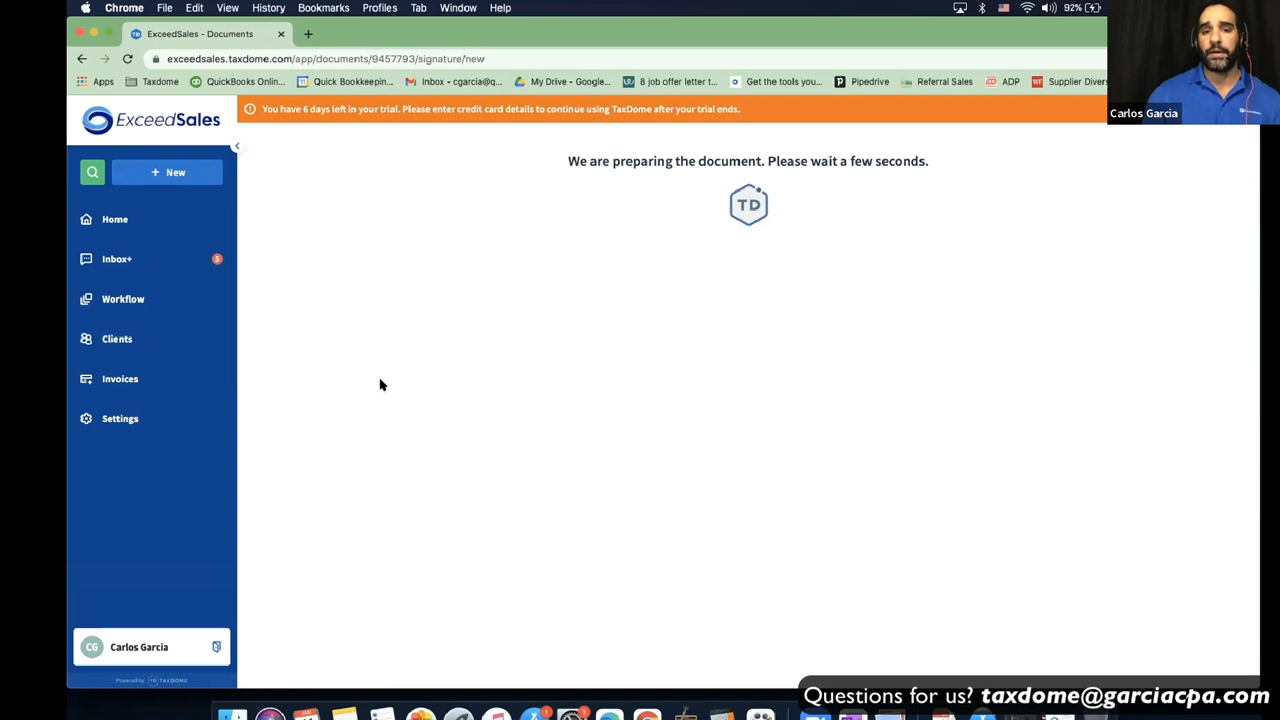 Chrome File Edit View History Bookmarks Profiles Tab Window Help 92%
ExceedSales - Documents
exceedsales.taxdome.com/app/documents/9457793/signature/new
Apps Taxdome QuickBooks Onlin... Quick Bookkeepin... Inbox - cgarcia@q... My Drive - Google... 8 job offer letter t... Get the tools you... Pipedrive Referral Sales ADP Supplier Divers
Carlos Garcia
ExceedSales
You have 6 days left in your trial. Please enter credit card details to continue using TaxDome after your trial ends.
+ New
We are preparing the document. Please wait a few seconds.
TD
Home
Inbox+ 5
Workflow
Clients
Invoices
Settings
CG Carlos Garcia
Powered by TD TAXDOME
Questions for us? taxdome@garciacpa.com